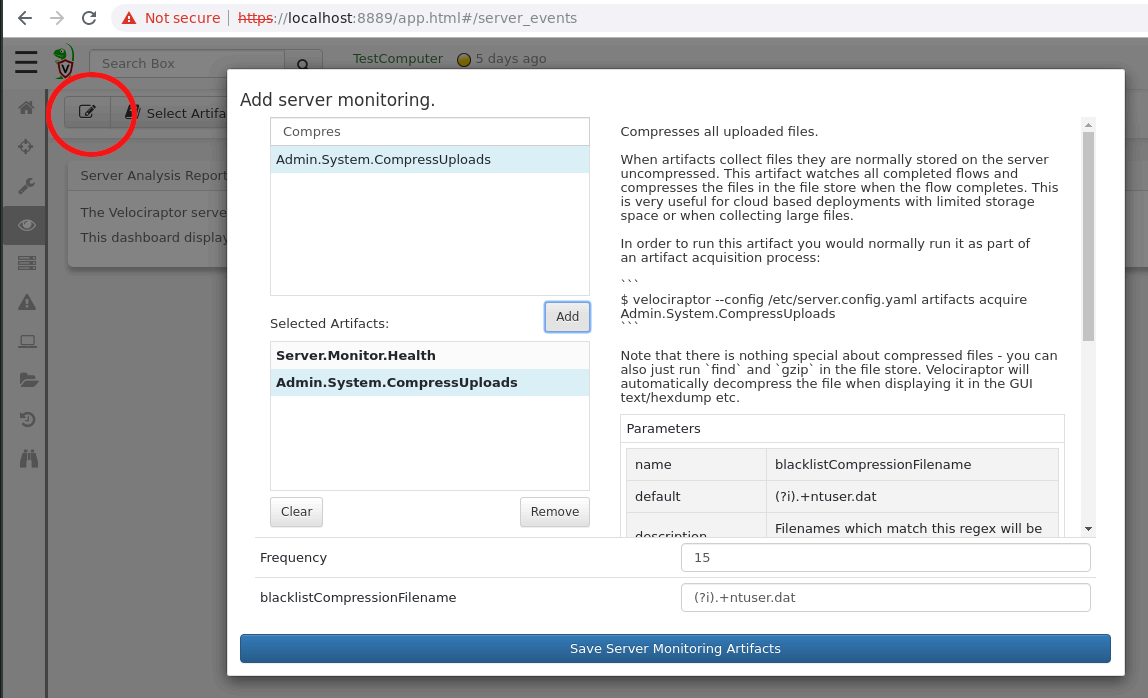 Not secure | https://localhost:8889/app.html#/server_events
Search Box
TestComputer
5 days ago
Select Artifa
Server Analysis Report
The Velociraptor serve
This dashboard display
Add server monitoring.
Compres
Admin.System.CompressUploads
Add
Selected Artifacts:
Server.Monitor.Health
Admin.System.CompressUploads
Clear
Remove
Compresses all uploaded files.
When artifacts collect files they are normally stored on the server
uncompressed. This artifact watches all completed flows and
compresses the files in the file store when the flow completes. This
is very useful for cloud based deployments with limited storage
space or when collecting large files.
In order to run this artifact you would normally run it as part of
an artifact acquisition process:
```
$ velociraptor --config /etc/server.config.yaml artifacts acquire
Admin.System.CompressUploads
```
Note that there is nothing special about compressed files - you can
also just run `find` and `gzip` in the file store. Velociraptor will
automatically decompress the file when displaying it in the GUI
text/hexdump etc.
Parameters
name blacklistCompressionFilename
default (?i).+ntuser.dat
description Filenames which match this regex will be
Frequency 15
blacklistCompressionFilename (?i).+ntuser.dat
Save Server Monitoring Artifacts